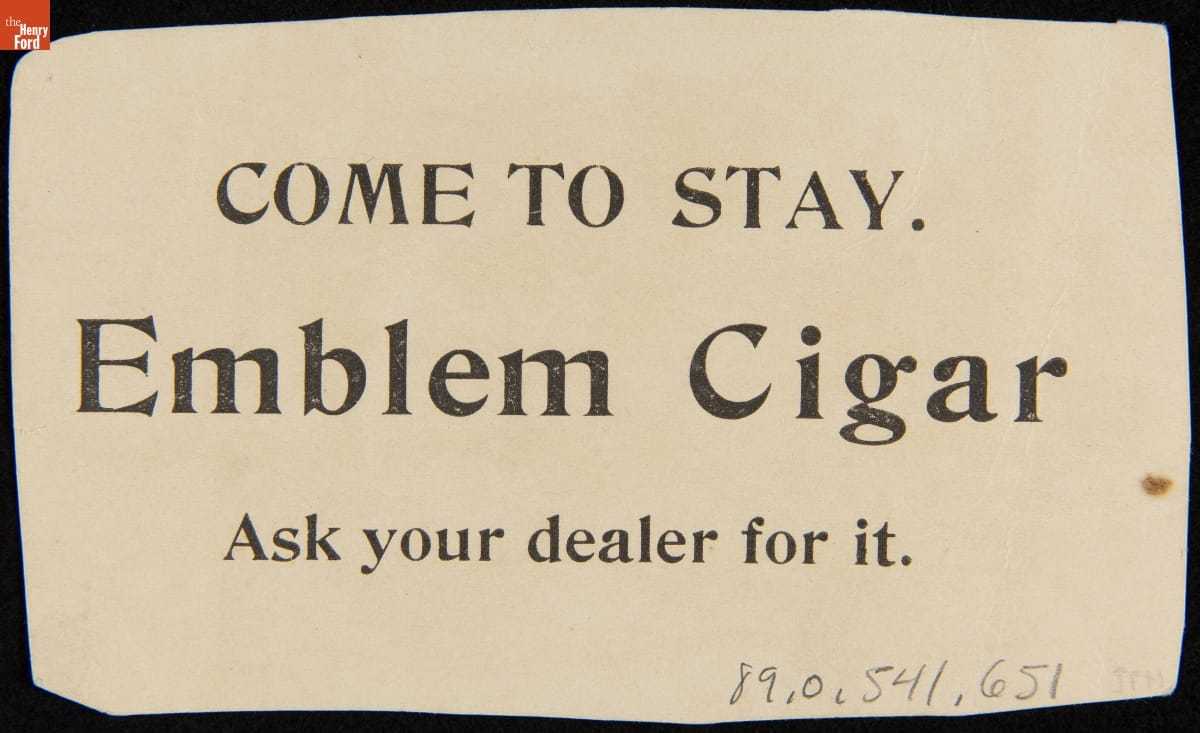 the
Henry
Ford
COME TO STAY.
Emblem Cigar
Ask your dealer for it.
89.0.541.651